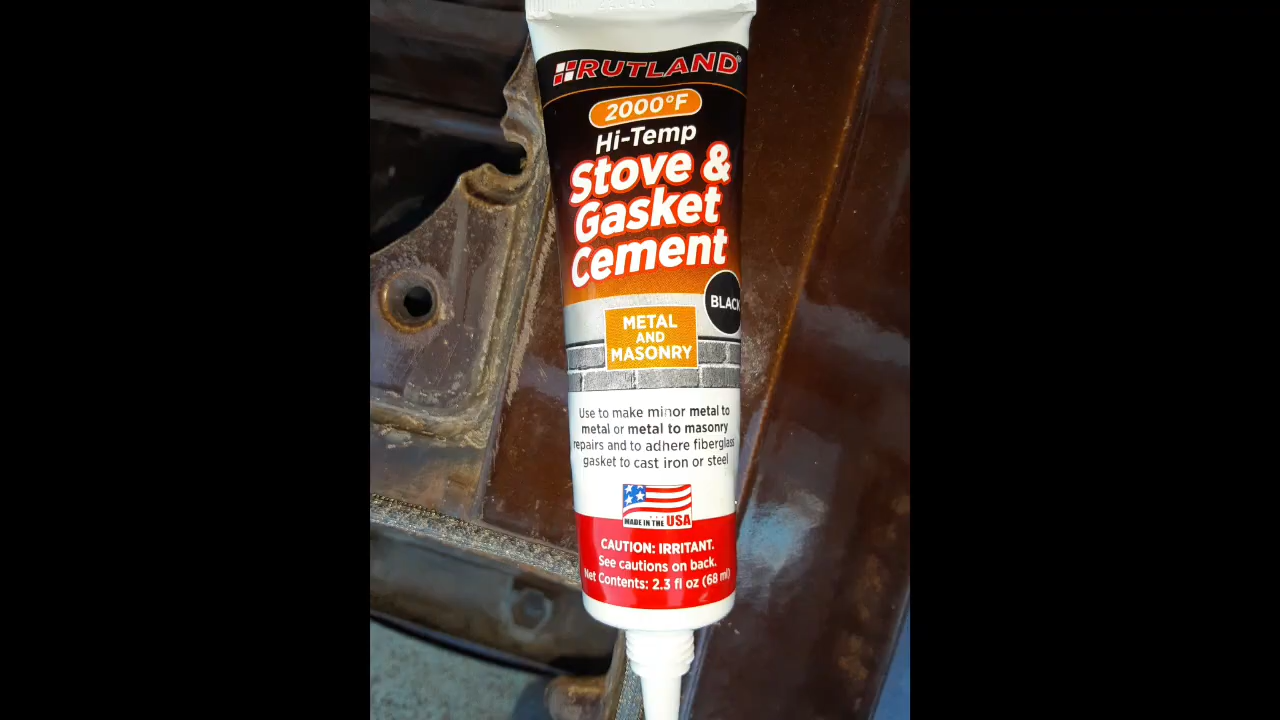 RUTLAND®
2000°F
Hi-Temp
Stove &
Gasket
Cement
BLACK
METAL
AND
MASONRY
Use to make minor metal to
metal or metal to masonry
repairs and to adhere fiberglass
gasket to cast iron or steel
MADE IN THE USA
CAUTION: IRRITANT.
See cautions on back.
Net Contents: 2.3 fl oz (68 ml)